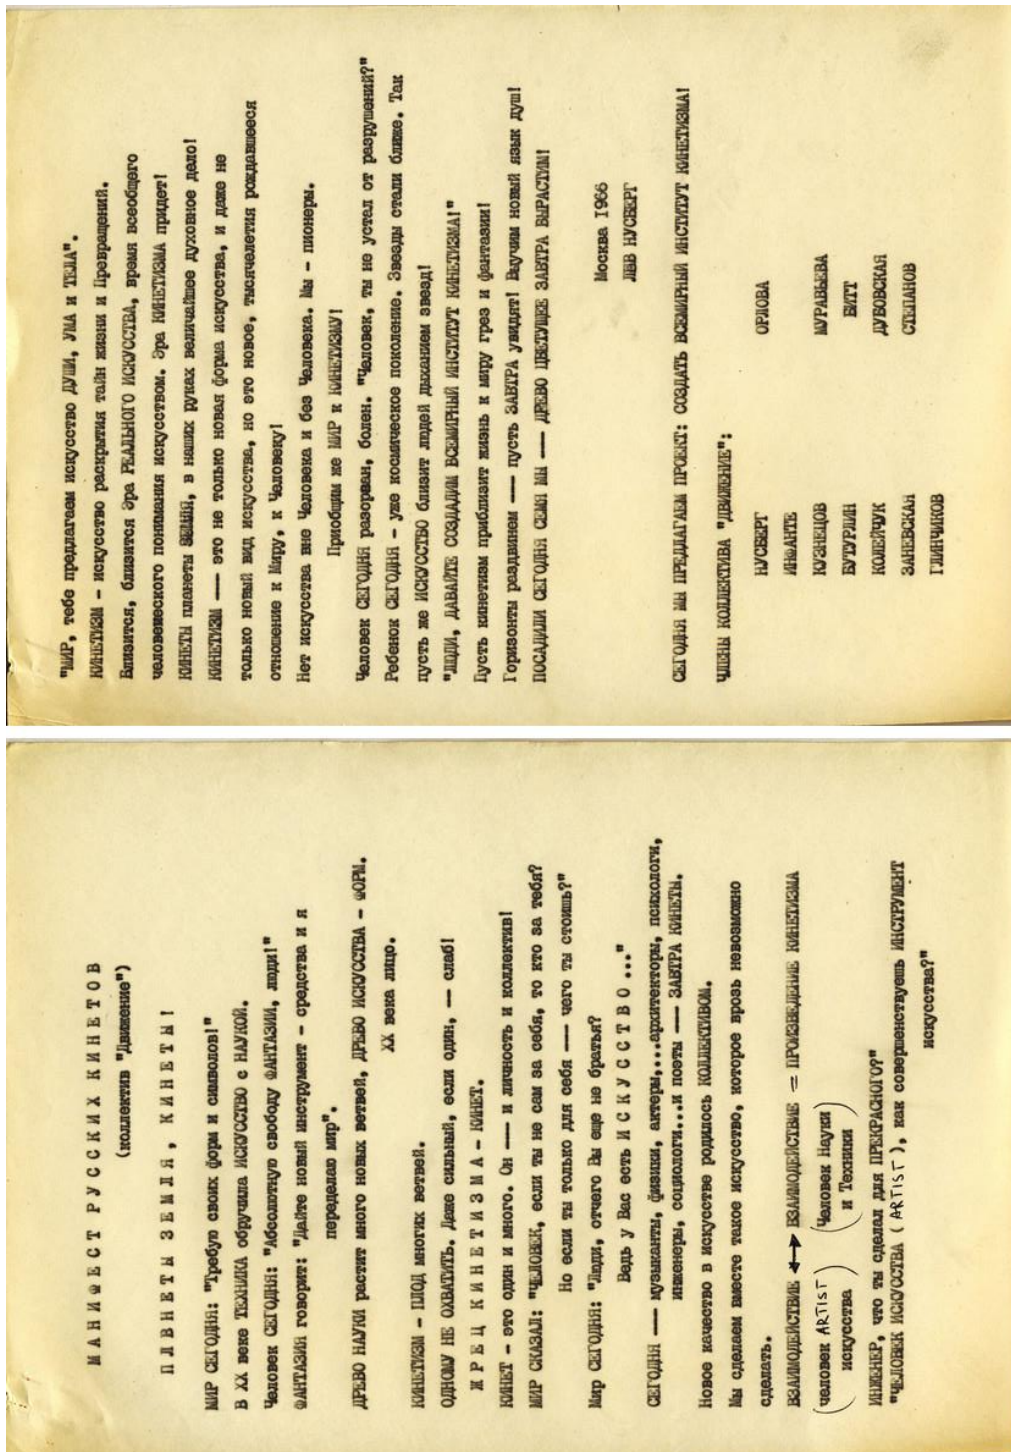 МАНИФЕСТ РУССКИХ КИНЕТОВ
(коллектив "Движение")
ПЛАНЕТЫ ЗЕМЛЯ, КИНЕТЫ!
МИР СЕГОДНЯ: "Требую своих форм и символов!"
В XX веке ТЕХНИКА обручила ИСКУССТВО с НАУКОЙ.
Человек СЕГОДНЯ: "Абсолютную свободу ФАНТАЗИИ, люди!"
ФАНТАЗИЯ говорит: "Дайте новый инструмент - средства и я
переделаю мир".
ДРЕВО НАУКИ растит много новых ветвей, ДРЕВО ИСКУССТВА - ФОРМ.
XX века лицо.
КИНЕТИЗМ - ПЛОД многих ветвей.
ОДНОМУ НЕ ОХВАТИТЬ. Даже сильный, если один, -- слаб!
ЖРЕЦ КИНЕТИЗМА - КИНЕТ.
КИНЕТ - это один и много. Он --- и личность и коллектив!
МИР СКАЗАЛ: "ЧЕЛОВЕК, если ты не сам за себя, то кто за тебя?
Но если ты только для себя --- чего ты стоишь?"
Мир СЕГОДНЯ: "Люди, отчего Вы еще не братья?
Ведь у Вас есть ИСКУССТВО..."
СЕГОДНЯ --- музыканты, физики, актеры,...архитекторы, психологи,
инженеры, социологи...и поэты --- ЗАВТРА КИНЕТЫ.
Новое качество в искусстве родилось КОЛЛЕКТИВОМ.
Мы сделаем вместе такое искусство, которое врозь невозможно
сделать.
ВЗАИМОДЕЙСТВИЕ ↔ ВЗАИМОДЕЙСТВИЕ = ПРОИЗВЕДЕНИЕ КИНЕТИЗМА
(человек ARTIST) (Человек Науки
искусства и Техники)
ИНЖЕНЕР, что ты сделал для ПРЕКРАСНОГО?"
"ЧЕЛОВЕК ИСКУССТВА (ARTIST), как совершенствуешь ИНСТРУМЕНТ
искусства?"
"МИР, тебе предлагаем искусство ДУШИ, УМА и ТЕЛА".
КИНЕТИЗМ - искусство раскрытия тайн жизни и Превращений.
Близится, близится Эра РЕАЛЬНОГО ИСКУССТВА, время всеобщего
человеческого понимания искусством. Эра КИНЕТИЗМА придет!
КИНЕТЫ планеты ЗЕМЛЯ, в наших руках величайшее духовное дело!
КИНЕТИЗМ --- это не только новая форма искусства, и даже не
только новый вид искусства, но это новое, тысячелетия рождавшееся
отношение к Миру, к Человеку!
Нет искусства вне Человека и без Человека. Мы - пионеры.
Приобщим же МИР к КИНЕТИЗМУ!
Человек СЕГОДНЯ разорван, болен. "Человек, ты не устал от разрушений?"
Ребенок СЕГОДНЯ - уже космическое поколение. Звезды стали ближе. Так
пусть же ИСКУССТВО близит людей дыханием звезд!
"ЛЮДИ, ДАВАЙТЕ СОЗДАДИМ ВСЕМИРНЫЙ ИНСТИТУТ КИНЕТИЗМА!"
Пусть кинетизм приблизит жизнь к миру грез и фантазии!
Горизонты раздвинем --- пусть ЗАВТРА увидят! Выучим новый язык душ!
ПОСАДИЛИ СЕГОДНЯ СЕМЯ МЫ --- ДРЕВО ЦВЕТУЩЕЕ ЗАВТРА ВЫРАСТИМ!
Москва 1966
ЛЕВ НУСБЕРГ
СЕГОДНЯ МЫ ПРЕДЛАГАЕМ ПРОЕКТ: СОЗДАТЬ ВСЕМИРНЫЙ ИНСТИТУТ КИНЕТИЗМА!
ЧЛЕНЫ КОЛЛЕКТИВА "ДВИЖЕНИЕ":
НУСБЕРГ ОРЛОВА
ИНФАНТЕ
КУЗНЕЦОВ МУРАВЬЕВА
БУТУРЛИН БИТТ
КОЛЕЙЧУК ДУБОВСКАЯ
ЗАНЕВСКАЯ СТЕПАНОВ
ГЛИНЧИКОВ